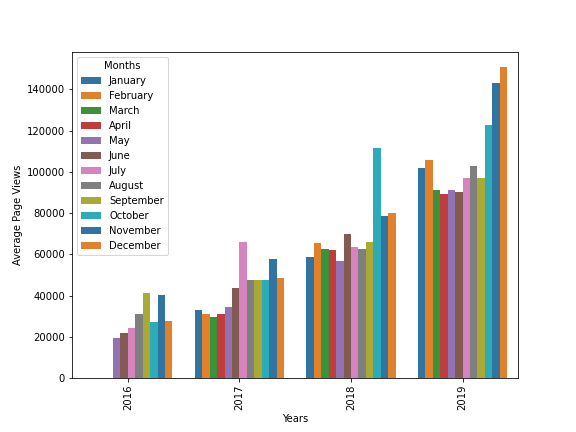 Months
January
February
March
April
May
June
July
August
September
October
November
December
140000
120000
100000
80000
60000
40000
20000
0
Average Page Views
2016
2017
2018
2019
Years